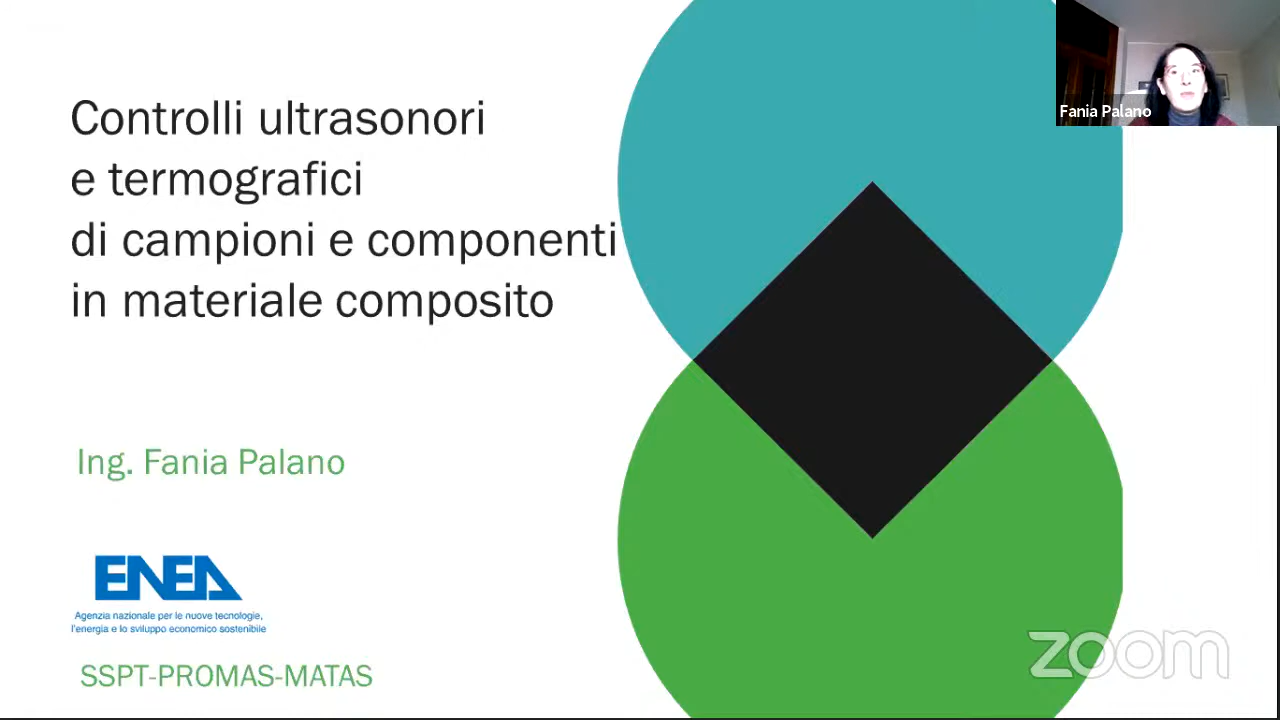 Controlli ultrasonori
e termografici
di campioni e componenti
in materiale composito
Ing. Fania Palano
ENEA
Agenzia nazionale per le nuove tecnologie,
l'energia e lo sviluppo economico sostenibile
SSPT-PROMAS-MATAS
Fania Palano
zoom